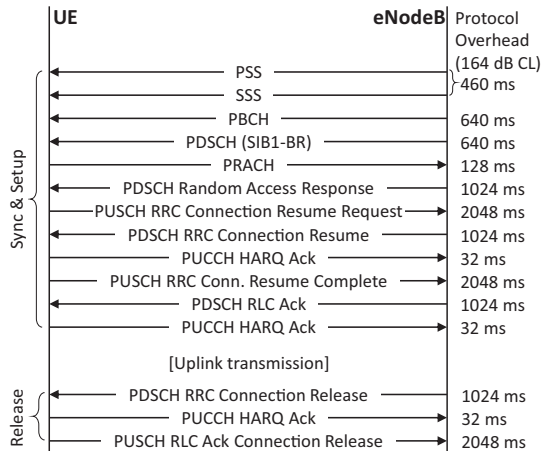 UE eNodeB Protocol
Overhead
(164 dB CL)
PSS
460 ms
SSS
PBCH 640 ms
PDSCH (SIB1-BR) 640 ms
PRACH 128 ms
PDSCH Random Access Response 1024 ms
PUSCH RRC Connection Resume Request 2048 ms
PDSCH RRC Connection Resume 1024 ms
PUCCH HARQ Ack 32 ms
PUSCH RRC Conn. Resume Complete 2048 ms
PDSCH RLC Ack 1024 ms
PUCCH HARQ Ack 32 ms
Sync & Setup
[Uplink transmission]
PDSCH RRC Connection Release 1024 ms
PUCCH HARQ Ack 32 ms
PUSCH RLC Ack Connection Release 2048 ms
Release